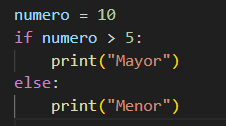 numero = 10
if numero > 5:
    print("Mayor")
else:
    print("Menor")